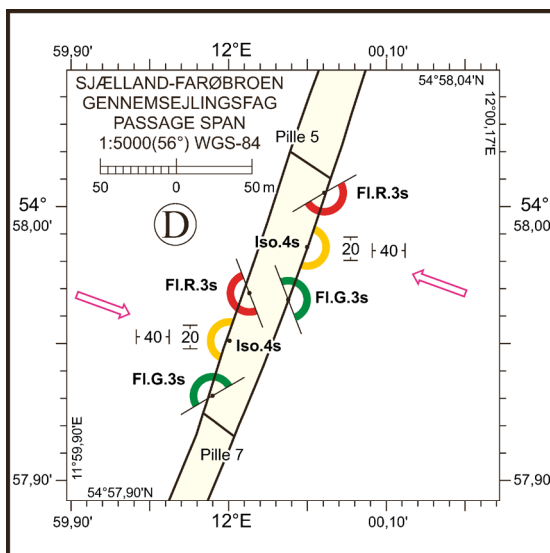 59,90' 12°E 00,10'
54°58,04'N
12°00,17'E
SJÆLLAND-FARØBROEN
GENNEMSEJLINGSFAG
PASSAGE SPAN
1:5000(56°) WGS-84
50 0 50 m
Pille 5
54° 54°
58,00' 58,00'
D
Fl.R.3s
Iso.4s
20 40
Fl.R.3s
Fl.G.3s
40 20
Iso.4s
Fl.G.3s
Pille 7
11°59,90'E
57,90' 57,90'
54°57,90'N
59,90' 12°E 00,10'